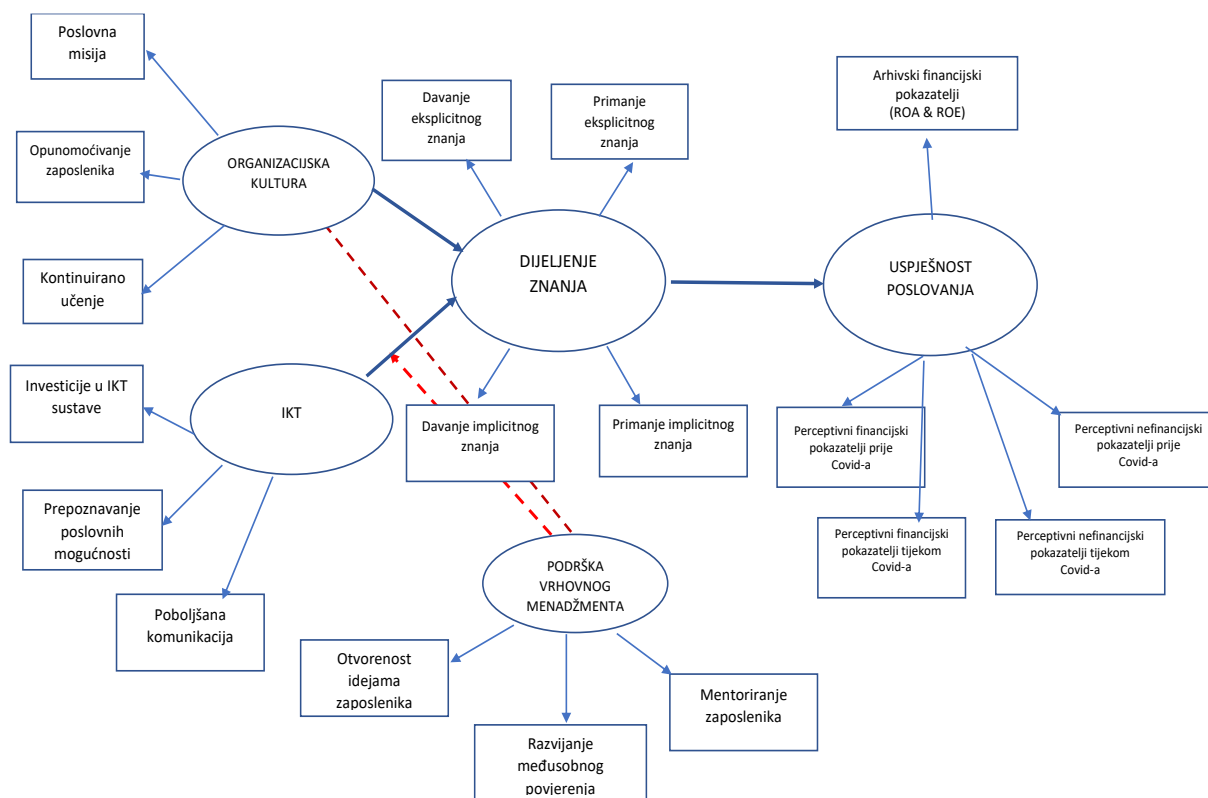 Poslovna
misija
Arhivski financijski
pokazatelji
(ROA & ROE)
Davanje
eksplicitnog
znanja
Primanje
eksplicitnog
znanja
Opunomoćivanje
zaposlenika
ORGANIZACIJSKA
KULTURA
DIJELJENJE
ZNANJA
USPJEŠNOST
POSLOVANJA
Kontinuirano
učenje
Investicije u IKT
sustave
IKT
Davanje implicitnog
znanja
Primanje implicitnog
znanja
Perceptivni financijski
pokazatelji prije
Covid-a
Perceptivni nefinancijski
pokazatelji prije
Covid-a
Prepoznavanje
poslovnih
mogućnosti
Perceptivni financijski
pokazatelji tijekom
Covid-a
Perceptivni nefinancijski
pokazatelji tijekom
Covid-a
PODRŠKA
VRHOVNOG
MENADŽMENTA
Poboljšana
komunikacija
Otvorenost
idejama
zaposlenika
Mentoriranje
zaposlenika
Razvijanje
međusobnog
povjerenja